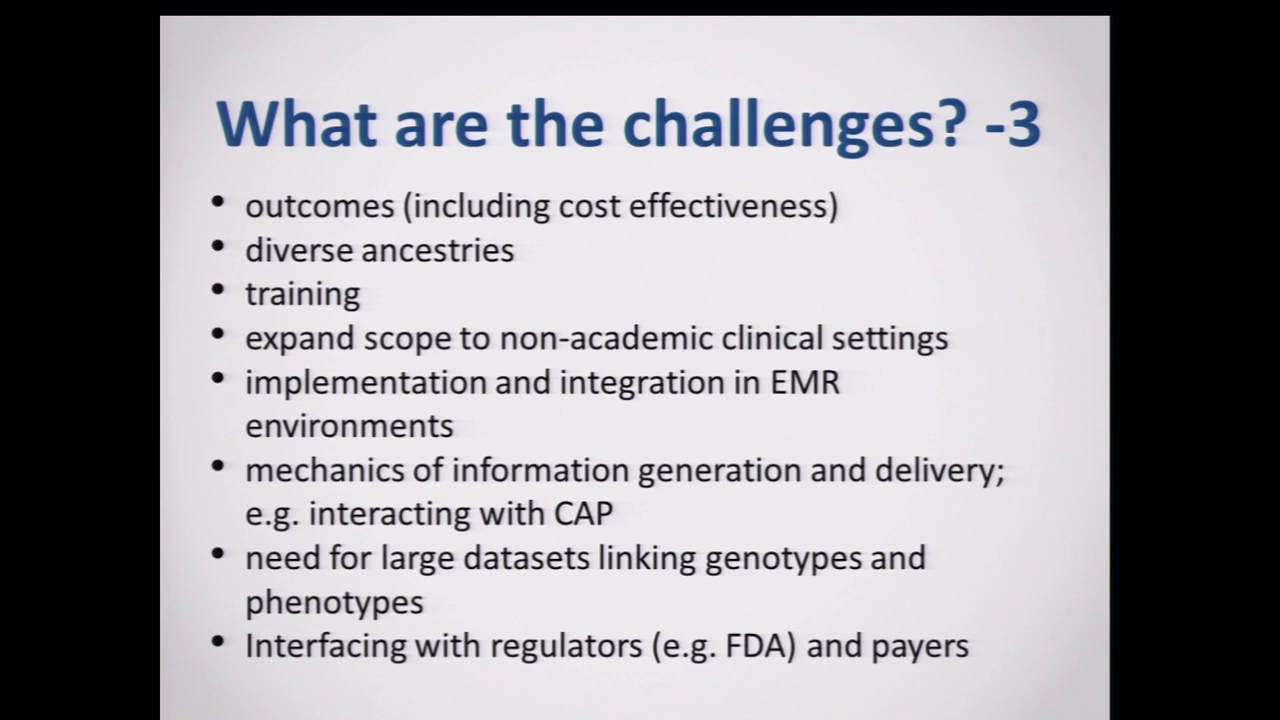 What are the challenges? -3
• outcomes (including cost effectiveness)
• diverse ancestries
• training
• expand scope to non-academic clinical settings
• implementation and integration in EMR
environments
• mechanics of information generation and delivery;
e.g. interacting with CAP
• need for large datasets linking genotypes and
phenotypes
• Interfacing with regulators (e.g. FDA) and payers